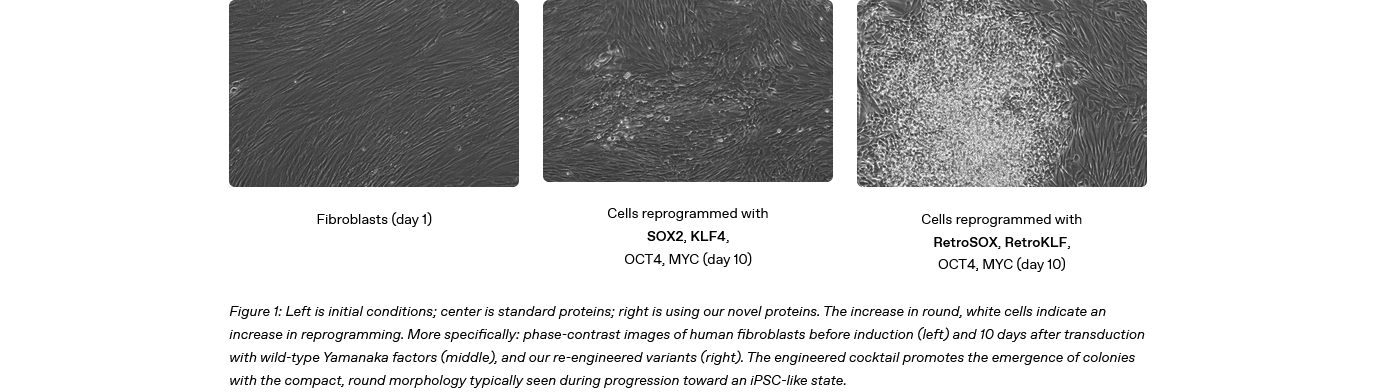 Fibroblasts (day 1)
Cells reprogrammed with
SOX2, KLF4,
OCT4, MYC (day 10)
Cells reprogrammed with
RetroSOX, RetroKLF,
OCT4, MYC (day 10)
Figure 1: Left is initial conditions; center is standard proteins; right is using our novel proteins. The increase in round, white cells indicate an
increase in reprogramming. More specifically: phase-contrast images of human fibroblasts before induction (left) and 10 days after transduction
with wild-type Yamanaka factors (middle), and our re-engineered variants (right). The engineered cocktail promotes the emergence of colonies
with the compact, round morphology typically seen during progression toward an iPSC-like state.